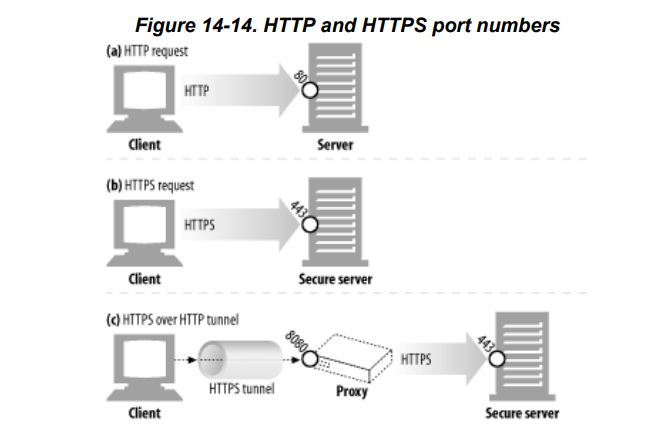 Figure 14-14. HTTP and HTTPS port numbers
(a) HTTP request
HTTP
80
Client
Server
(b) HTTPS request
HTTPS
443
Client
Secure server
(c) HTTPS over HTTP tunnel
8080
443
HTTPS
HTTPS tunnel
Proxy
Client
Secure server